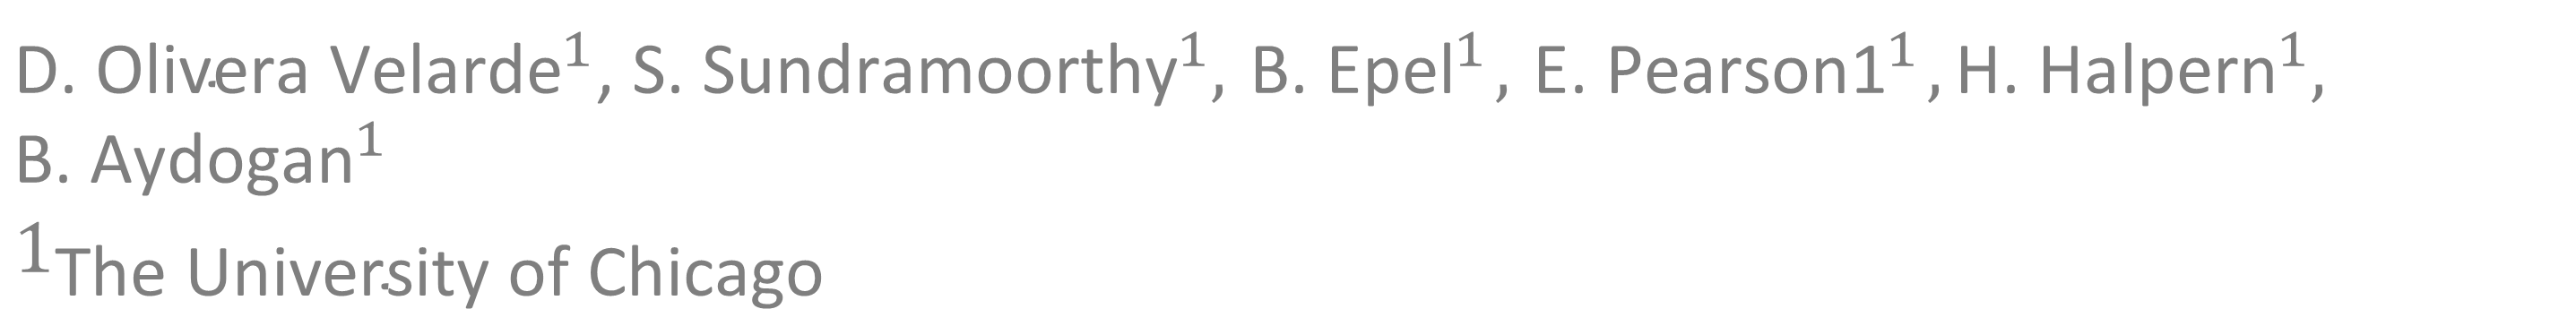 D. Olivera Velarde¹, S. Sundramoorthy¹, B. Epel¹, E. Pearson1¹, H. Halpern¹,
B. Aydogan¹
¹The University of Chicago